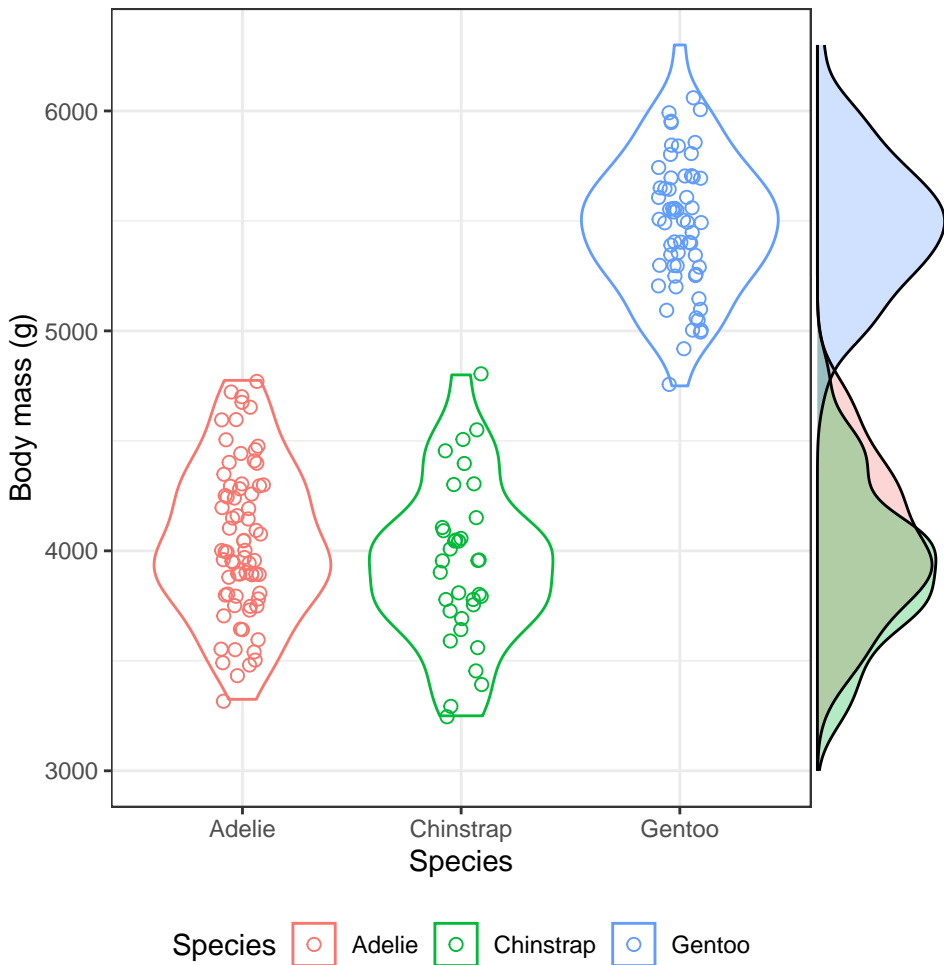 6000
5000
4000
3000
Body mass (g)
Adelie Chinstrap Gentoo
Species
Species Adelie Chinstrap Gentoo